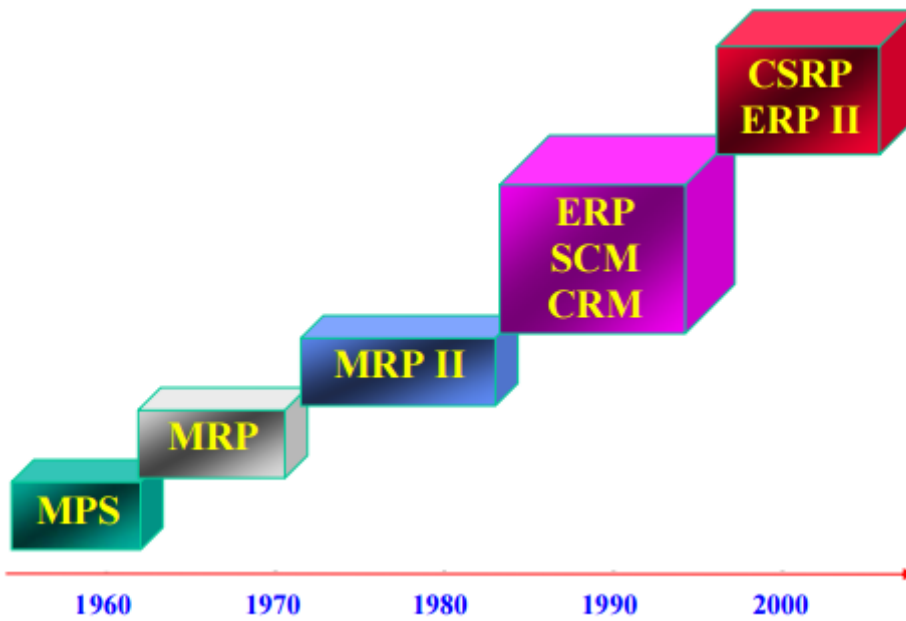 CSRP
ERP II
ERP
SCM
CRM
MRP II
MRP
MPS
1960 1970 1980 1990 2000